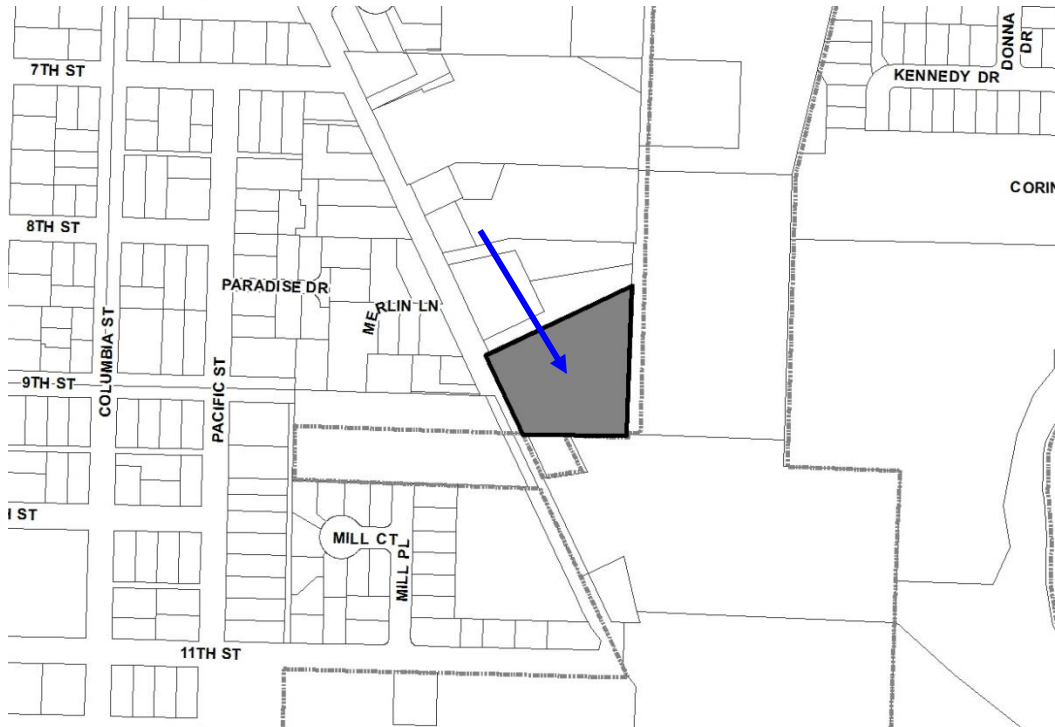 7TH ST
DONNA
DR
KENNEDY DR
CORIN
8TH ST
PARADISE DR
MERLIN LN
COLUMBIA ST
9TH ST
PACIFIC ST
H ST
MILL CT
MILL PL
11TH ST